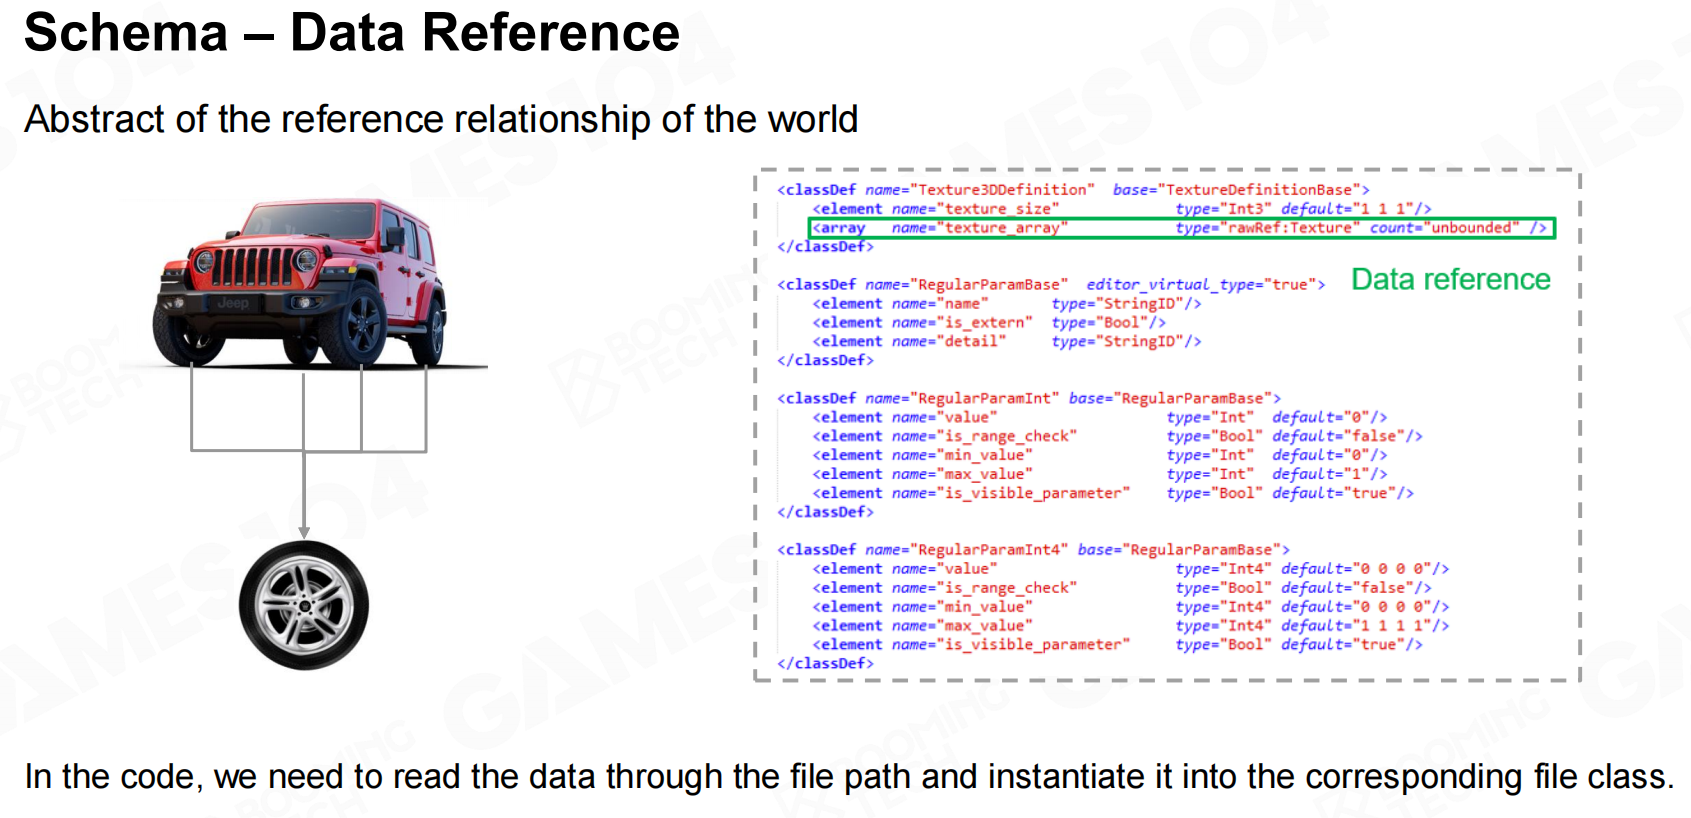 Schema – Data Reference
Abstract of the reference relationship of the world
Jeep
<classDef name="Texture3DDefinition" base="TextureDefinitionBase">
<element name="texture_size" type="Int3" default="1 1 1"/>
<array name="texture_array" type="rawRef:Texture" count="unbounded" />
</classDef>
Data reference
<classDef name="RegularParamBase" editor_virtual_type="true">
<element name="name" type="StringID"/>
<element name="is_extern" type="Bool"/>
<element name="detail" type="StringID"/>
</classDef>
<classDef name="RegularParamInt" base="RegularParamBase">
<element name="value" type="Int" default="0"/>
<element name="is_range_check" type="Bool" default="false"/>
<element name="min_value" type="Int" default="0"/>
<element name="max_value" type="Int" default="1"/>
<element name="is_visible_parameter" type="Bool" default="true"/>
</classDef>
<classDef name="RegularParamInt4" base="RegularParamBase">
<element name="value" type="Int4" default="0 0 0 0"/>
<element name="is_range_check" type="Bool" default="false"/>
<element name="min_value" type="Int4" default="0 0 0 0"/>
<element name="max_value" type="Int4" default="1 1 1 1"/>
<element name="is_visible_parameter" type="Bool" default="true"/>
</classDef>
In the code, we need to read the data through the file path and instantiate it into the corresponding file class.
GAMES104
BOOMING
TECH